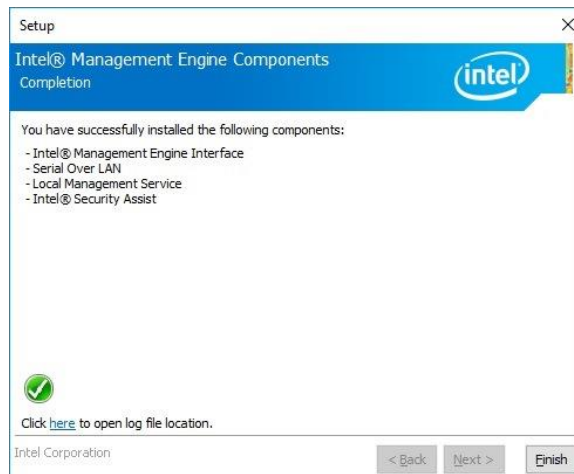 Setup
Intel® Management Engine Components
Completion
intel
You have successfully installed the following components:
- Intel® Management Engine Interface
- Serial Over LAN
- Local Management Service
- Intel® Security Assist
Click here to open log file location.
Intel Corporation
< Back Next > Finish